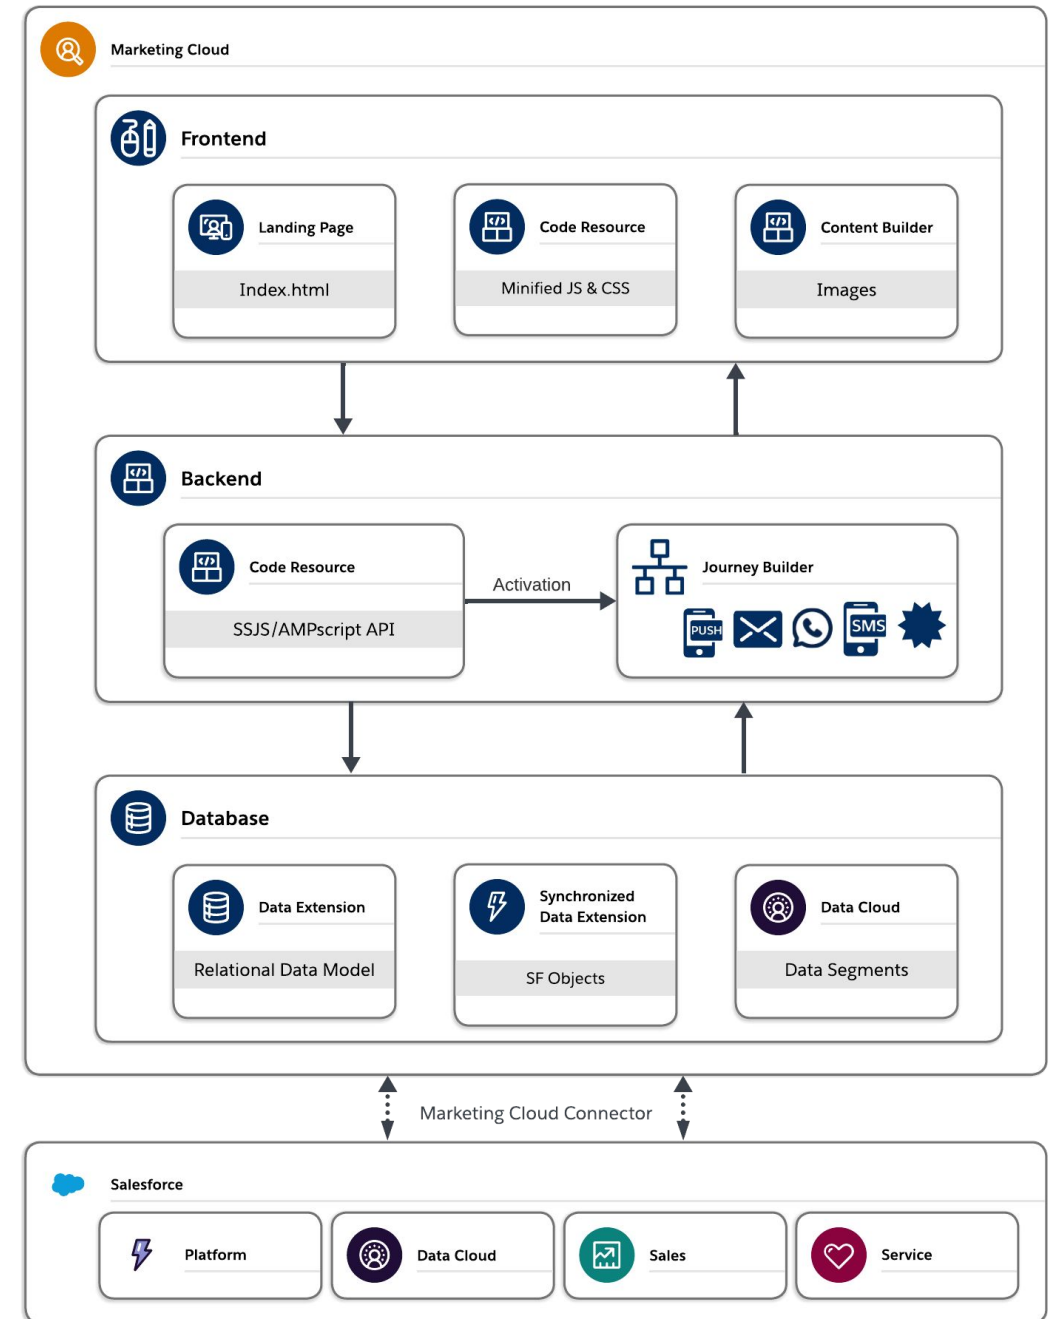 Marketing Cloud
Frontend
Landing Page
Index.html
Code Resource
Minified JS & CSS
Content Builder
Images
Backend
Code Resource
SSJS/AMPscript API
Activation
Journey Builder
PUSH
SMS
Database
Data Extension
Relational Data Model
Synchronized
Data Extension
SF Objects
Data Cloud
Data Segments
Marketing Cloud Connector
Salesforce
Platform
Data Cloud
Sales
Service